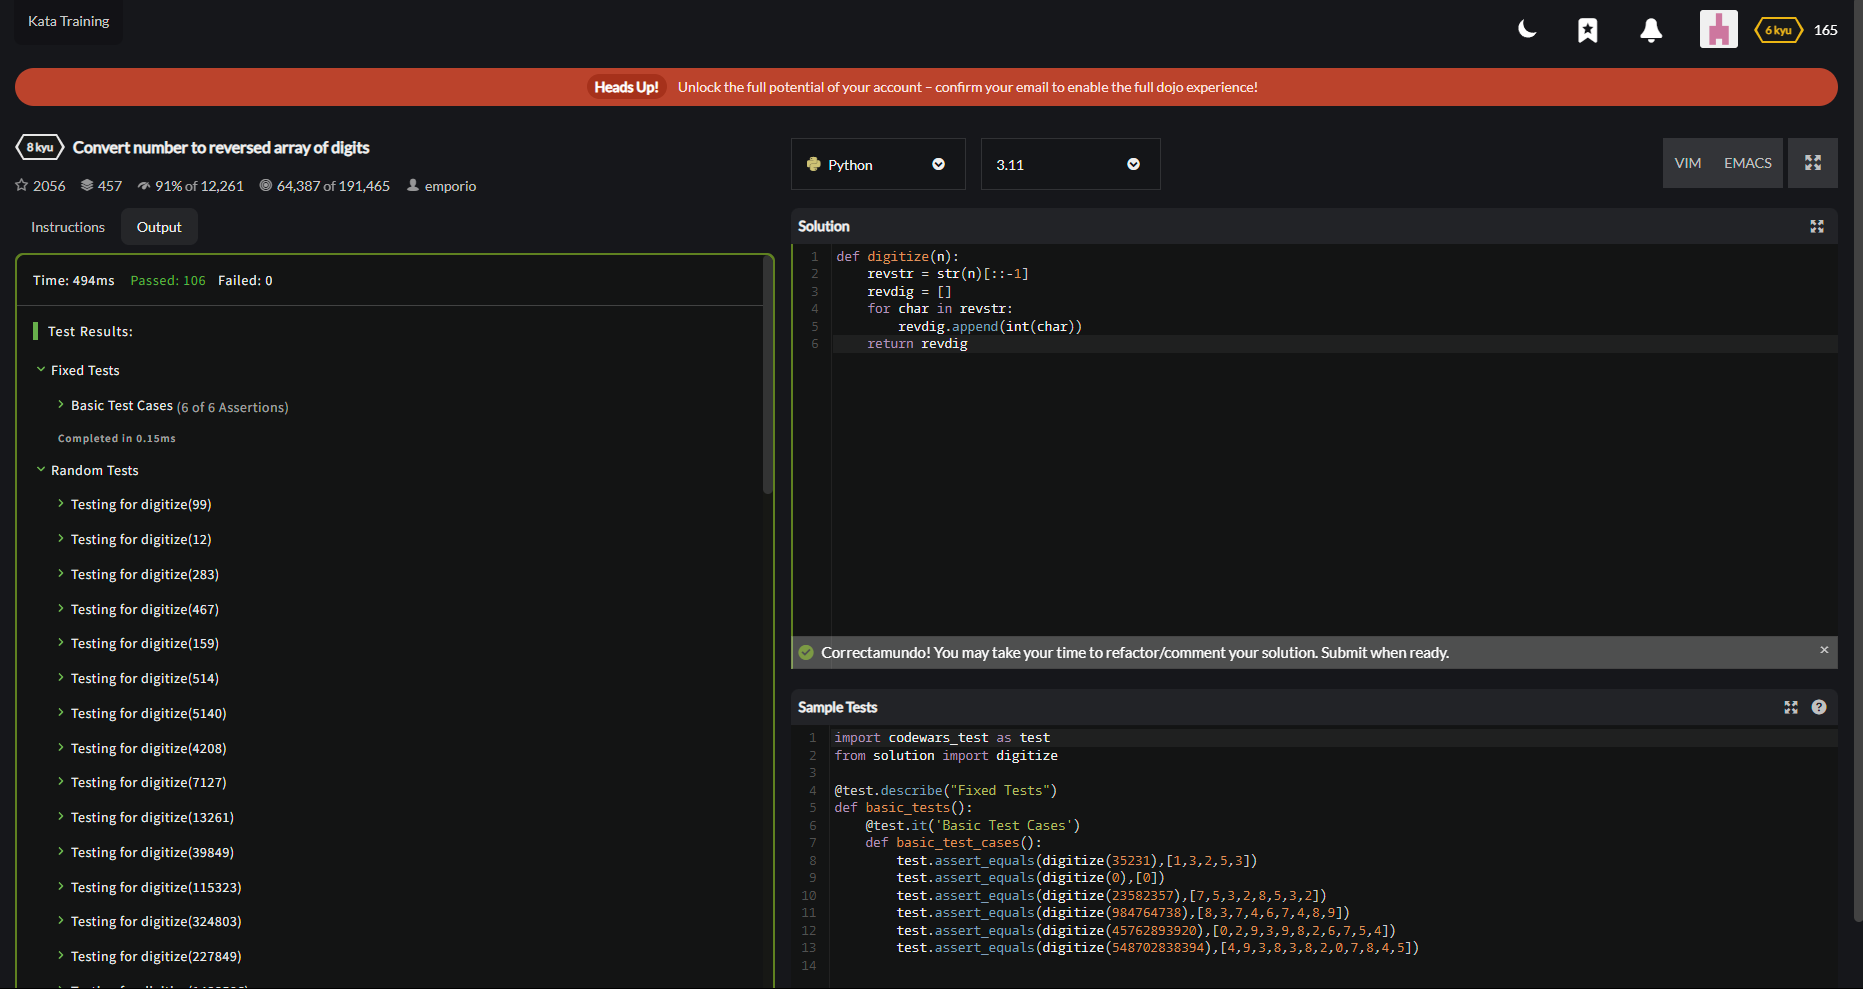 Kata Training
6 kyu 165
Heads Up! Unlock the full potential of your account – confirm your email to enable the full dojo experience!
8 kyu Convert number to reversed array of digits
2056 457 91% of 12,261 64,387 of 191,465 emporio
Instructions Output
Time: 494ms Passed: 106 Failed: 0
Test Results:
Fixed Tests
Basic Test Cases (6 of 6 Assertions)
Completed in 0.15ms
Random Tests
Testing for digitize(99)
Testing for digitize(12)
Testing for digitize(283)
Testing for digitize(467)
Testing for digitize(159)
Testing for digitize(514)
Testing for digitize(5140)
Testing for digitize(4208)
Testing for digitize(7127)
Testing for digitize(13261)
Testing for digitize(39849)
Testing for digitize(115323)
Testing for digitize(324803)
Testing for digitize(227849)
Python 3.11 VIM EMACS
Solution
1 def digitize(n):
2     revstr = str(n)[::-1]
3     revdig = []
4     for char in revstr:
5         revdig.append(int(char))
6     return revdig
Correctamundo! You may take your time to refactor/comment your solution. Submit when ready. ×
Sample Tests ?
1 import codewars_test as test
2 from solution import digitize
3
4 @test.describe("Fixed Tests")
5 def basic_tests():
6     @test.it('Basic Test Cases')
7     def basic_test_cases():
8         test.assert_equals(digitize(35231),[1,3,2,5,3])
9         test.assert_equals(digitize(0),[0])
10         test.assert_equals(digitize(23582357),[7,5,3,2,8,5,3,2])
11         test.assert_equals(digitize(984764738),[8,3,7,4,6,7,4,8,9])
12         test.assert_equals(digitize(45762893920),[0,2,9,3,9,8,2,6,7,5,4])
13         test.assert_equals(digitize(548702838394),[4,9,3,8,3,8,2,0,7,8,4,5])
14